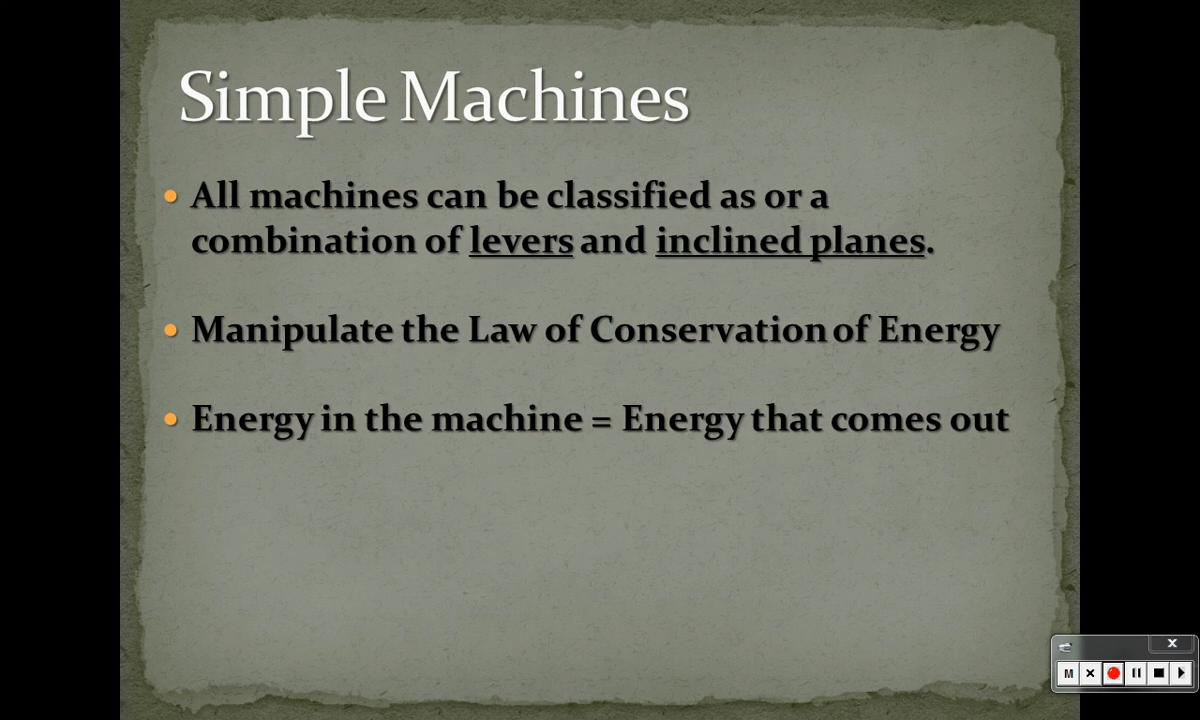 Simple Machines
All machines can be classified as or a
combination of levers and inclined planes.
Manipulate the Law of Conservation of Energy
Energy in the machine = Energy that comes out
X
M